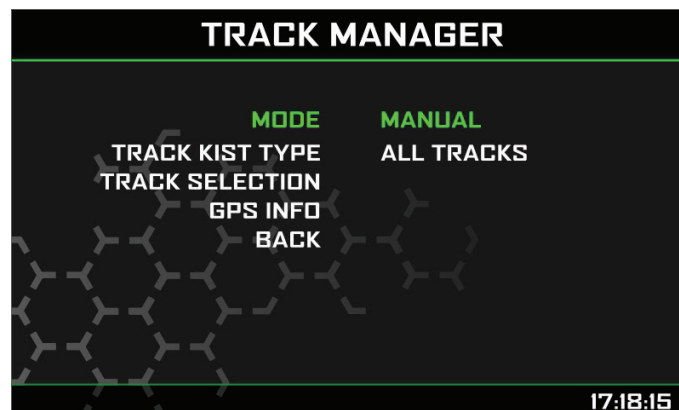 TRACK MANAGER
MODE MANUAL
TRACK KIST TYPE ALL TRACKS
TRACK SELECTION
GPS INFO
BACK
17:18:15